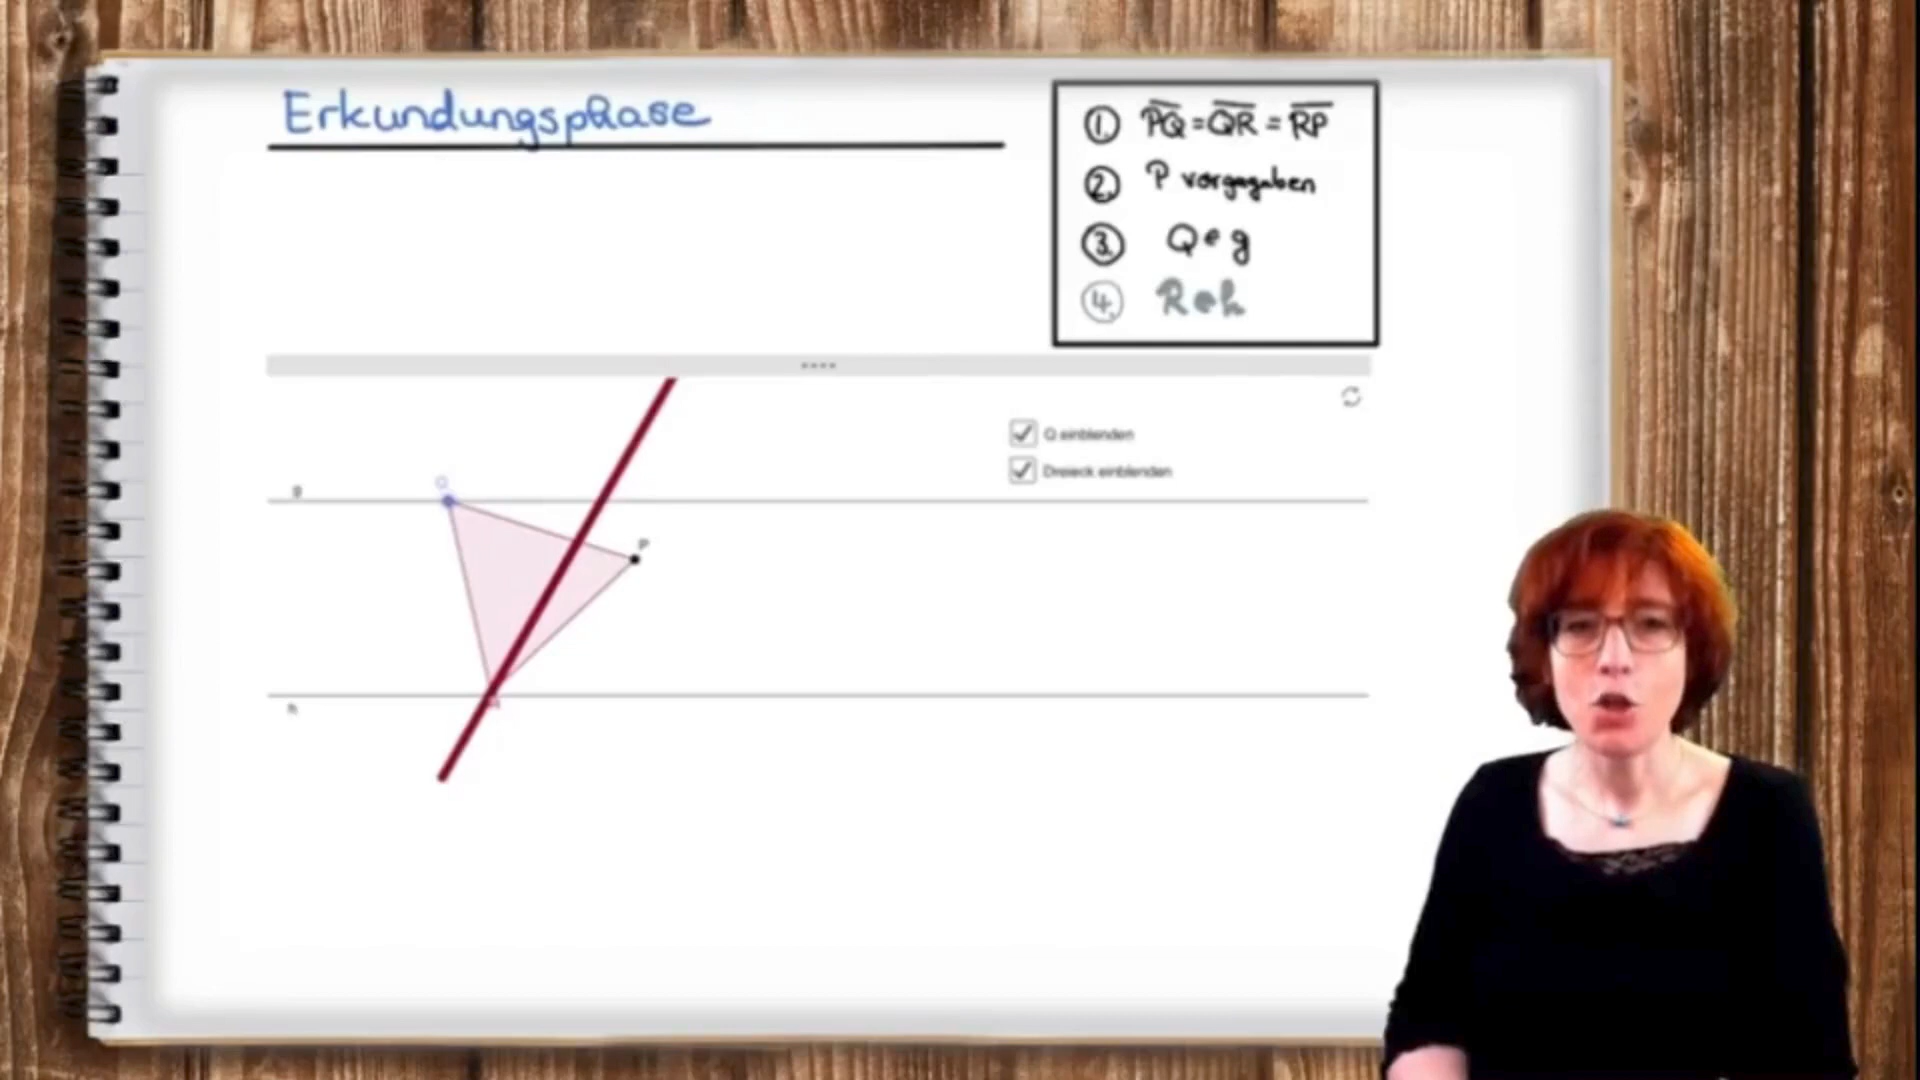 Erkundungsphase
1. PQ = QR = RP
2. P vorgegeben
3. Q ∈ g
4. R ∈ h
Q einblenden
Dreieck einblenden
Q
g
P
R
h